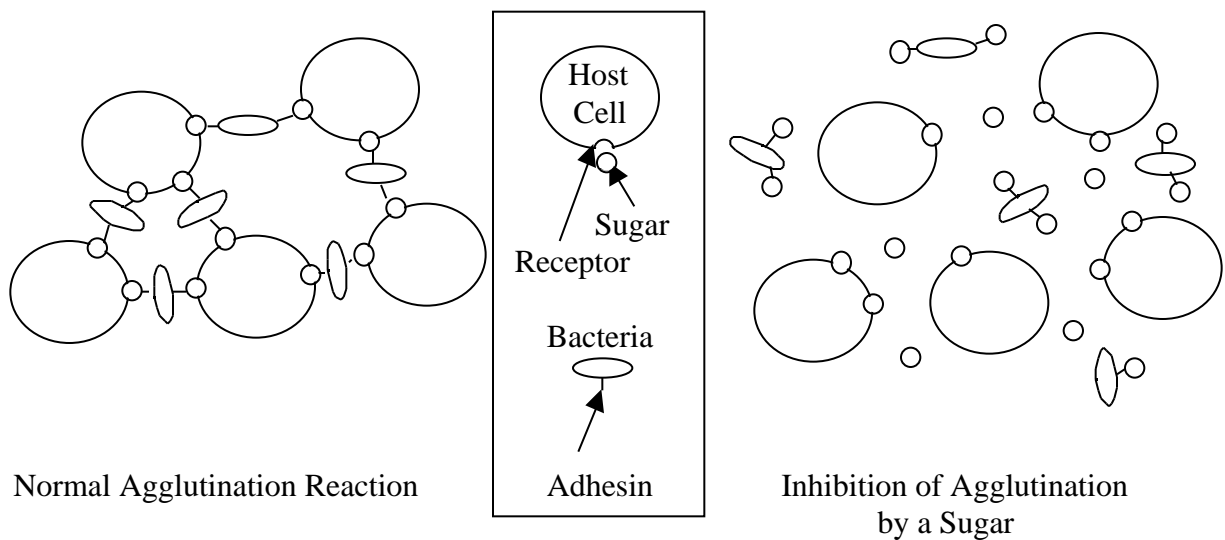 Host
Cell
Sugar
Receptor
Bacteria
Normal Agglutination Reaction
Adhesin
Inhibition of Agglutination
by a Sugar